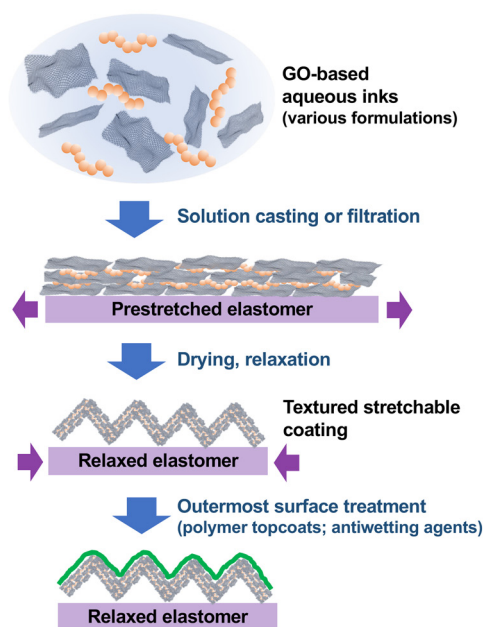 GO-based
aqueous inks
(various formulations)
Solution casting or filtration
Prestretched elastomer
Drying, relaxation
Textured stretchable
coating
Relaxed elastomer
Outermost surface treatment
(polymer topcoats; antiwetting agents)
Relaxed elastomer